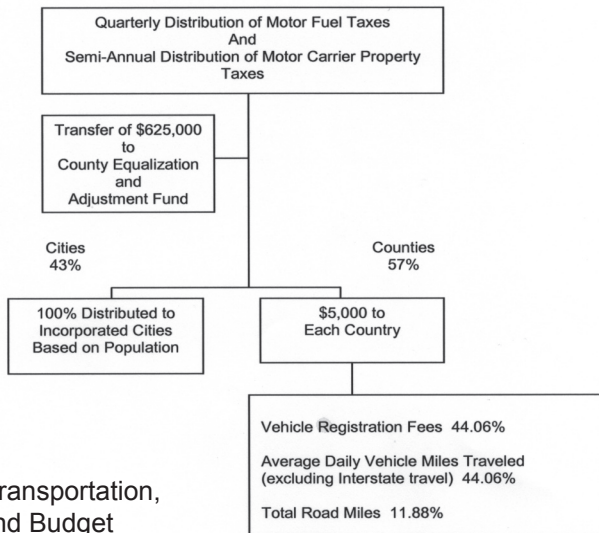 Quarterly Distribution of Motor Fuel Taxes
And
Semi-Annual Distribution of Motor Carrier Property
Taxes
Transfer of $625,000
to
County Equalization
and
Adjustment Fund
Cities
43%
Counties
57%
100% Distributed to
Incorporated Cities
Based on Population
$5,000 to
Each Country
Vehicle Registration Fees 44.06%
Average Daily Vehicle Miles Traveled
(excluding Interstate travel) 44.06%
Total Road Miles 11.88%
ransportation,
nd Budget